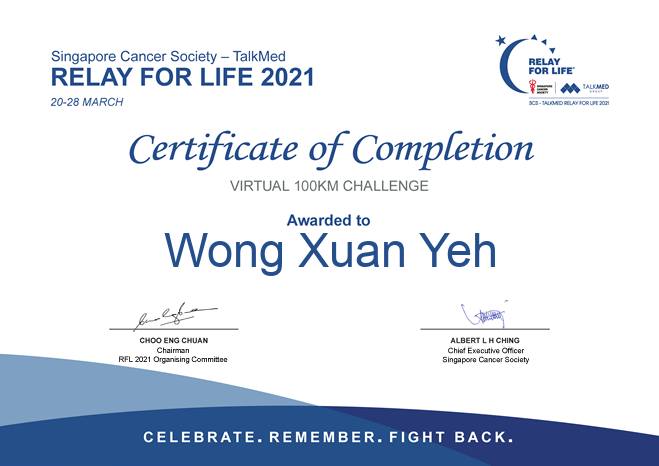 Singapore Cancer Society – TalkMed
RELAY FOR LIFE 2021
20-28 MARCH
RELAY
FOR LIFE
SINGAPORE
CANCER
SOCIETY
TALKMED
GROUP
SCS - TALKMED RELAY FOR LIFE 2021
Certificate of Completion
VIRTUAL 100KM CHALLENGE
Awarded to
Wong Xuan Yeh
CHOO ENG CHUAN
Chairman
RFL 2021 Organising Committee
ALBERT L H CHING
Chief Executive Officer
Singapore Cancer Society
CELEBRATE. REMEMBER. FIGHT BACK.